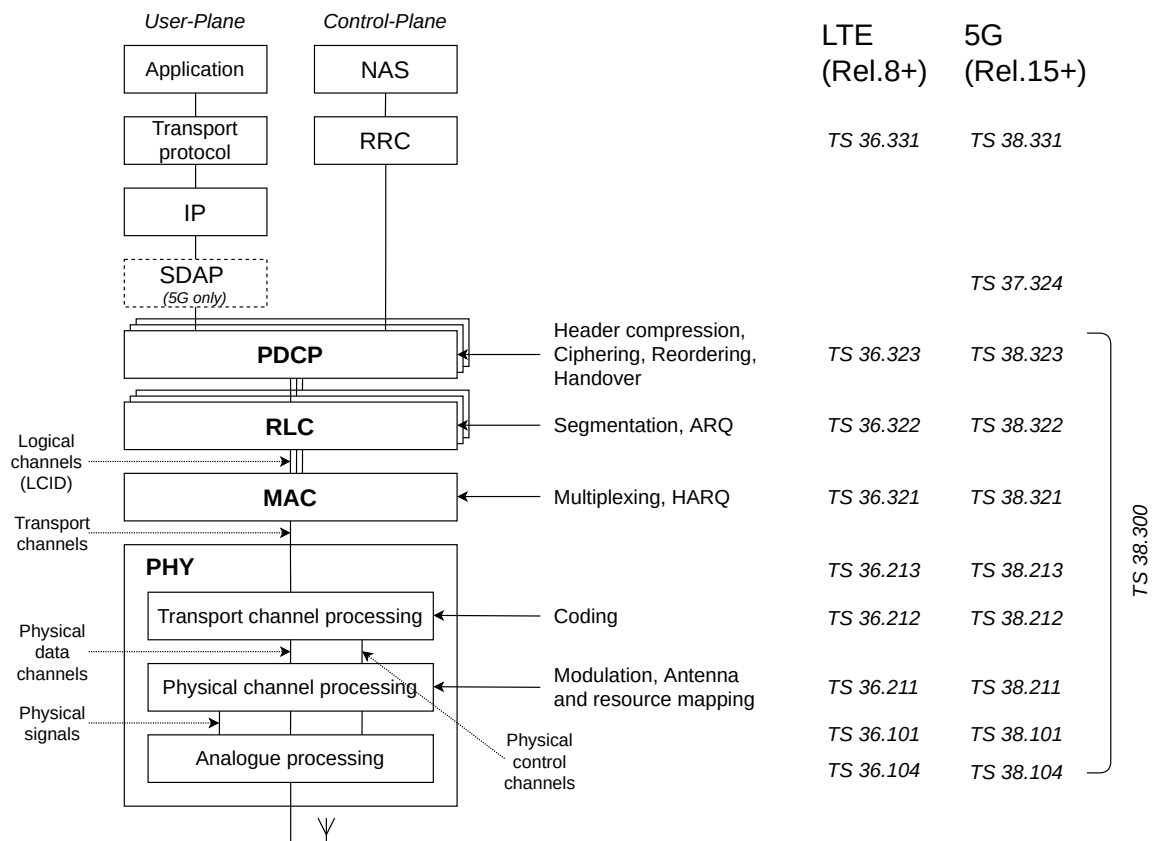 User-Plane
Control-Plane
LTE
(Rel.8+)
5G
(Rel.15+)
Application
NAS
Transport
protocol
RRC
TS 36.331
TS 38.331
IP
SDAP
(5G only)
TS 37.324
PDCP
Header compression,
Ciphering, Reordering,
Handover
TS 36.323
TS 38.323
RLC
Segmentation, ARQ
TS 36.322
TS 38.322
Logical
channels
(LCID)
MAC
Multiplexing, HARQ
TS 36.321
TS 38.321
Transport
channels
TS 38.300
PHY
TS 36.213
TS 38.213
Transport channel processing
Coding
TS 36.212
TS 38.212
Physical
data
channels
Physical channel processing
Modulation, Antenna
and resource mapping
TS 36.211
TS 38.211
Physical
signals
Analogue processing
Physical
control
channels
TS 36.101
TS 38.101
TS 36.104
TS 38.104